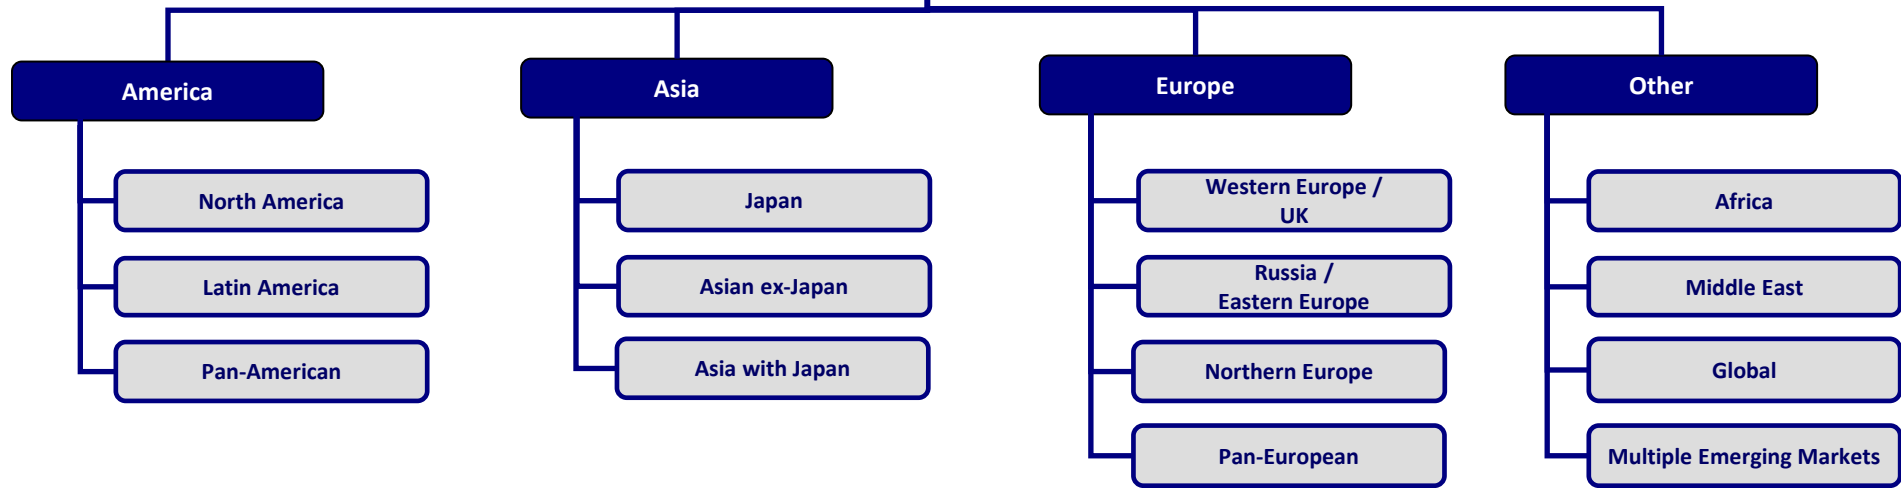 America
North America
Latin America
Pan-American
Asia
Japan
Asian ex-Japan
Asia with Japan
Europe
Western Europe /
UK
Russia /
Eastern Europe
Northern Europe
Pan-European
Other
Africa
Middle East
Global
Multiple Emerging Markets